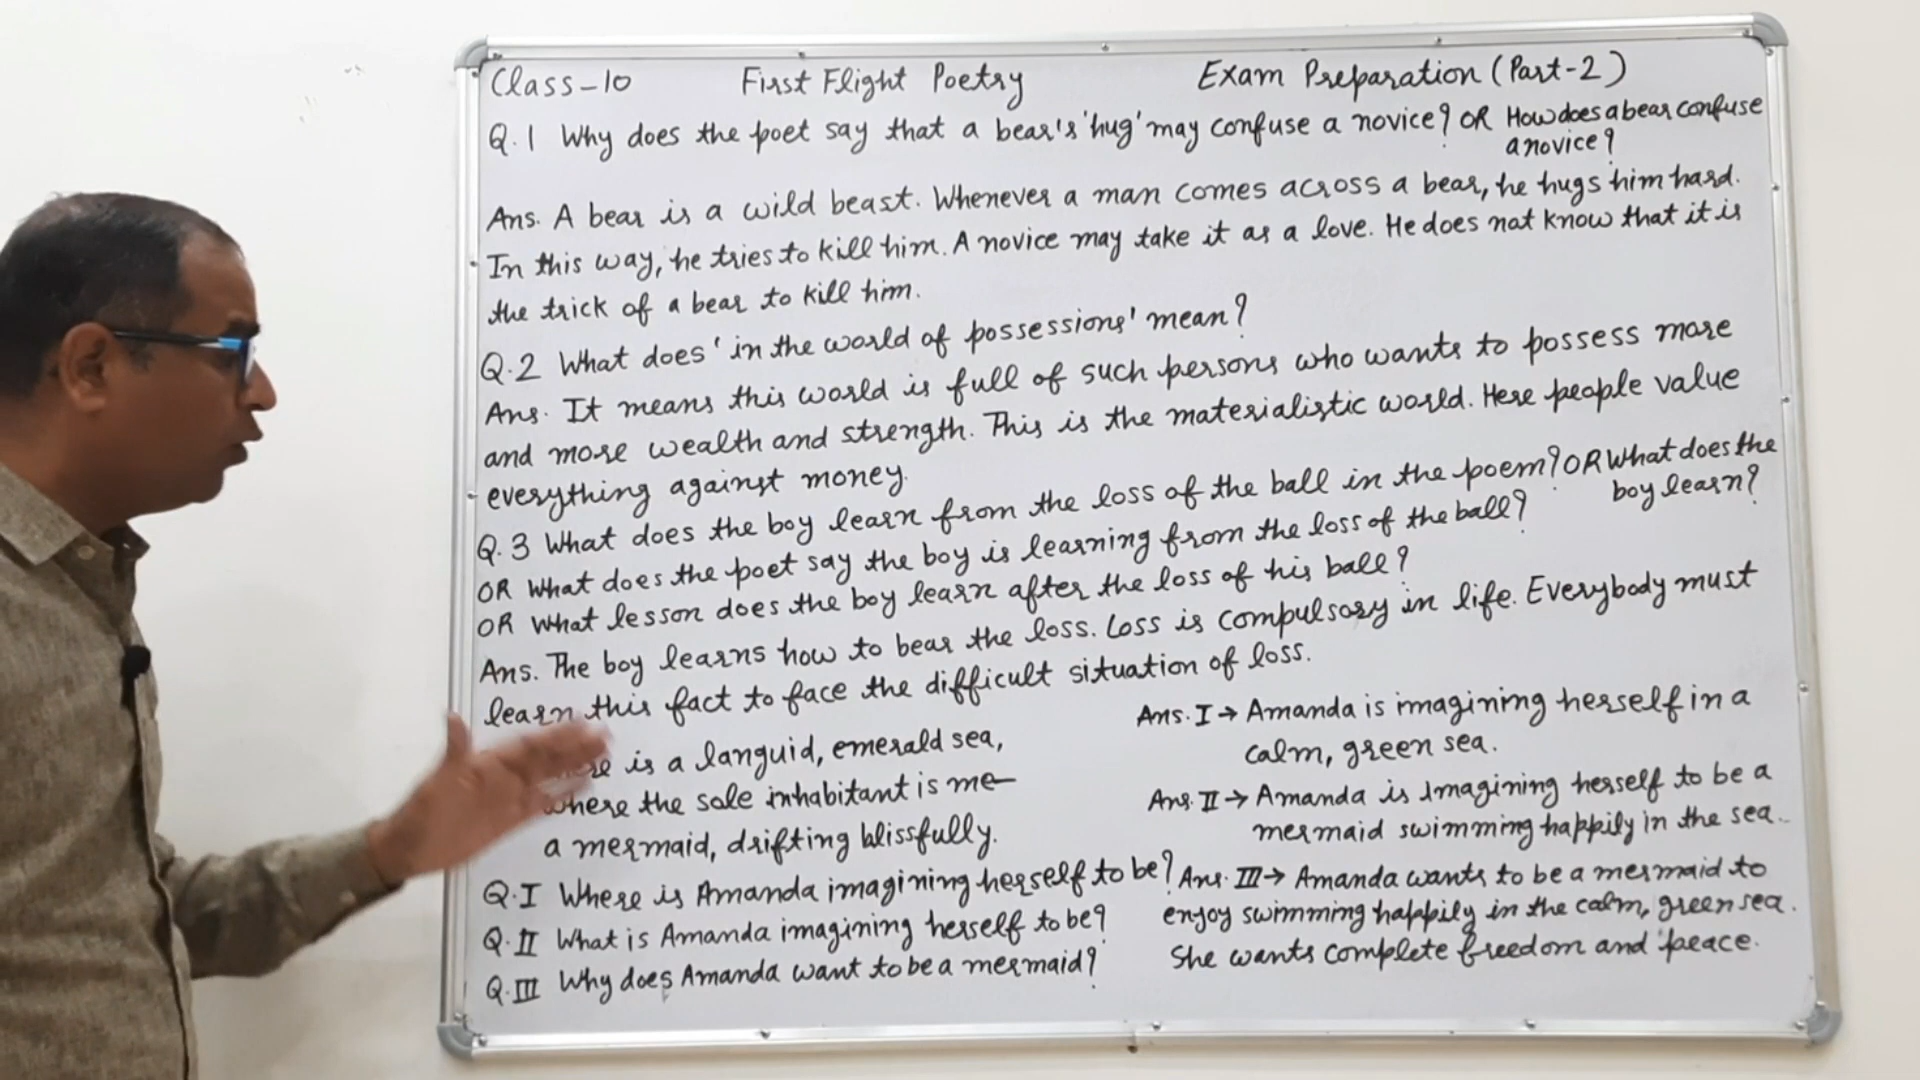 Class-10 First Flight Poetry Exam Preparation (Part-2)
Q.1 Why does the poet say that a bear's 'hug' may confuse a novice? OR How does a bear confuse
a novice?
Ans. A bear is a wild beast. Whenever a man comes across a bear, he hugs him hard.
In this way, he tries to kill him. A novice may take it as a love. He does not know that it is
the trick of a bear to kill him.
Q.2 What does 'in the world of possessions' mean?
Ans. It means this world is full of such persons who wants to possess more
and more wealth and strength. This is the materialistic world. Here people value
everything against money.
Q.3 What does the boy learn from the loss of the ball in the poem? OR What does the
boy learn?
OR What does the poet say the boy is learning from the loss of the ball?
OR What lesson does the boy learn after the loss of his ball?
Ans. The boy learns how to bear the loss. Loss is compulsory in life. Everybody must
learn this fact to face the difficult situation of loss.
is a languid, emerald sea,
where the sole inhabitant is me—
a mermaid, drifting blissfully.
Q.I Where is Amanda imagining herself to be?
Q.II What is Amanda imagining herself to be?
Q.III Why does Amanda want to be a mermaid?
Ans.I → Amanda is imagining herself in a
calm, green sea.
Ans.II → Amanda is imagining herself to be a
mermaid swimming happily in the sea.
Ans.III → Amanda wants to be a mermaid to
enjoy swimming happily in the calm, green sea.
She wants complete freedom and peace.